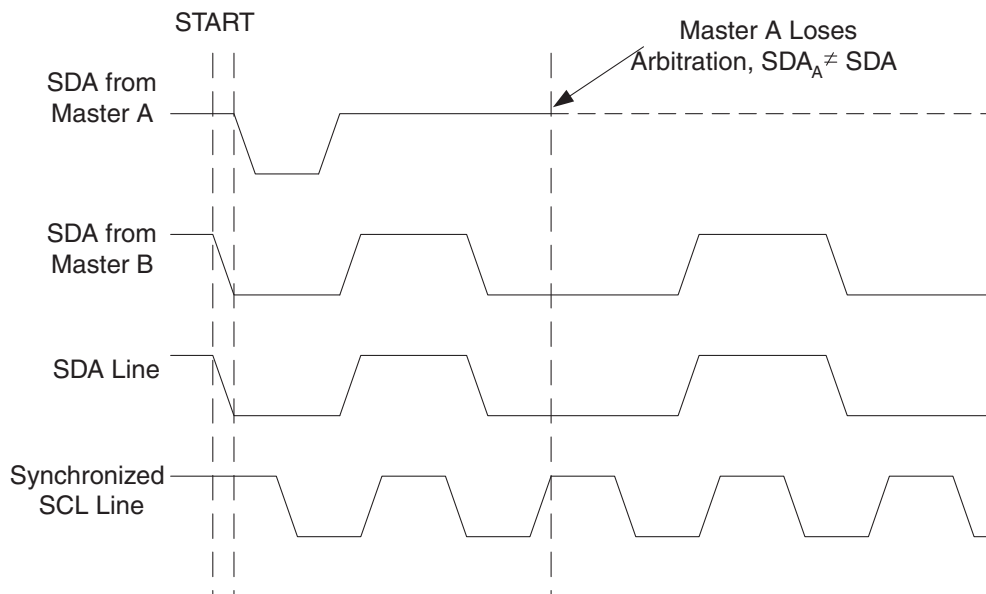 START
Master A Loses
Arbitration, SDA_A ≠ SDA
SDA from
Master A
SDA from
Master B
SDA Line
Synchronized
SCL Line